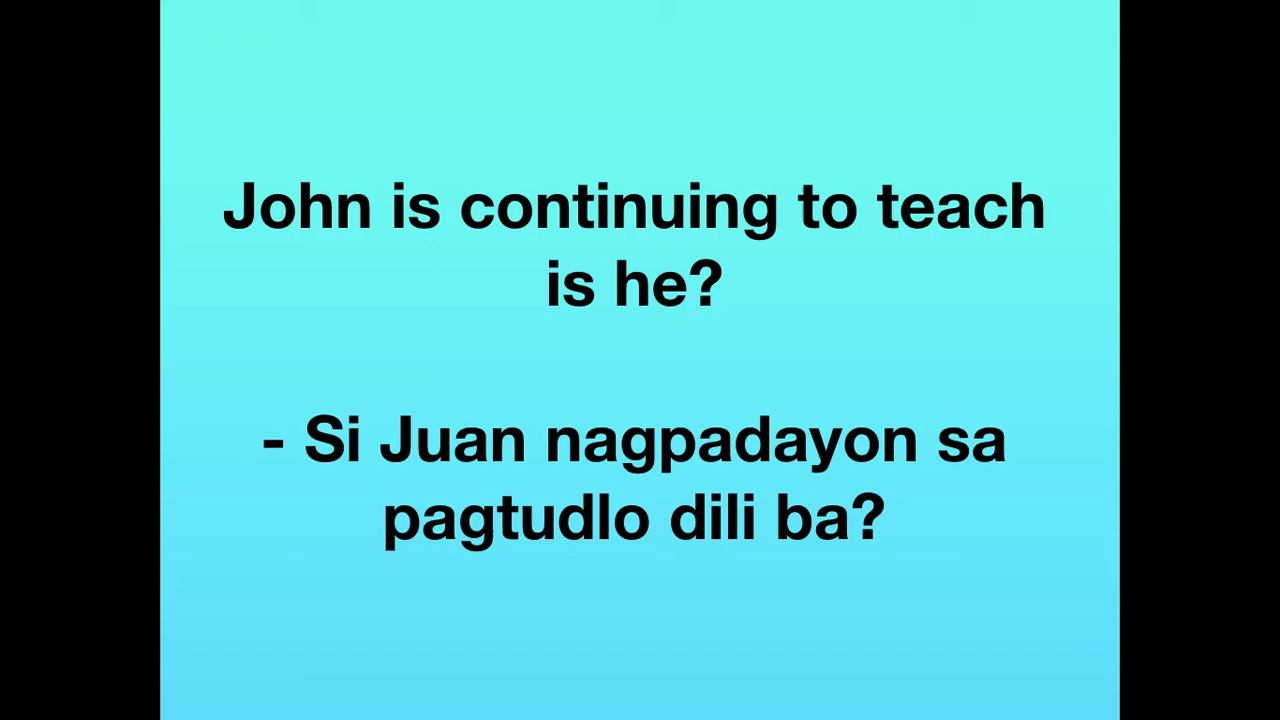 John is continuing to teach
is he?
- Si Juan nagpadayon sa
pagtudlo dili ba?